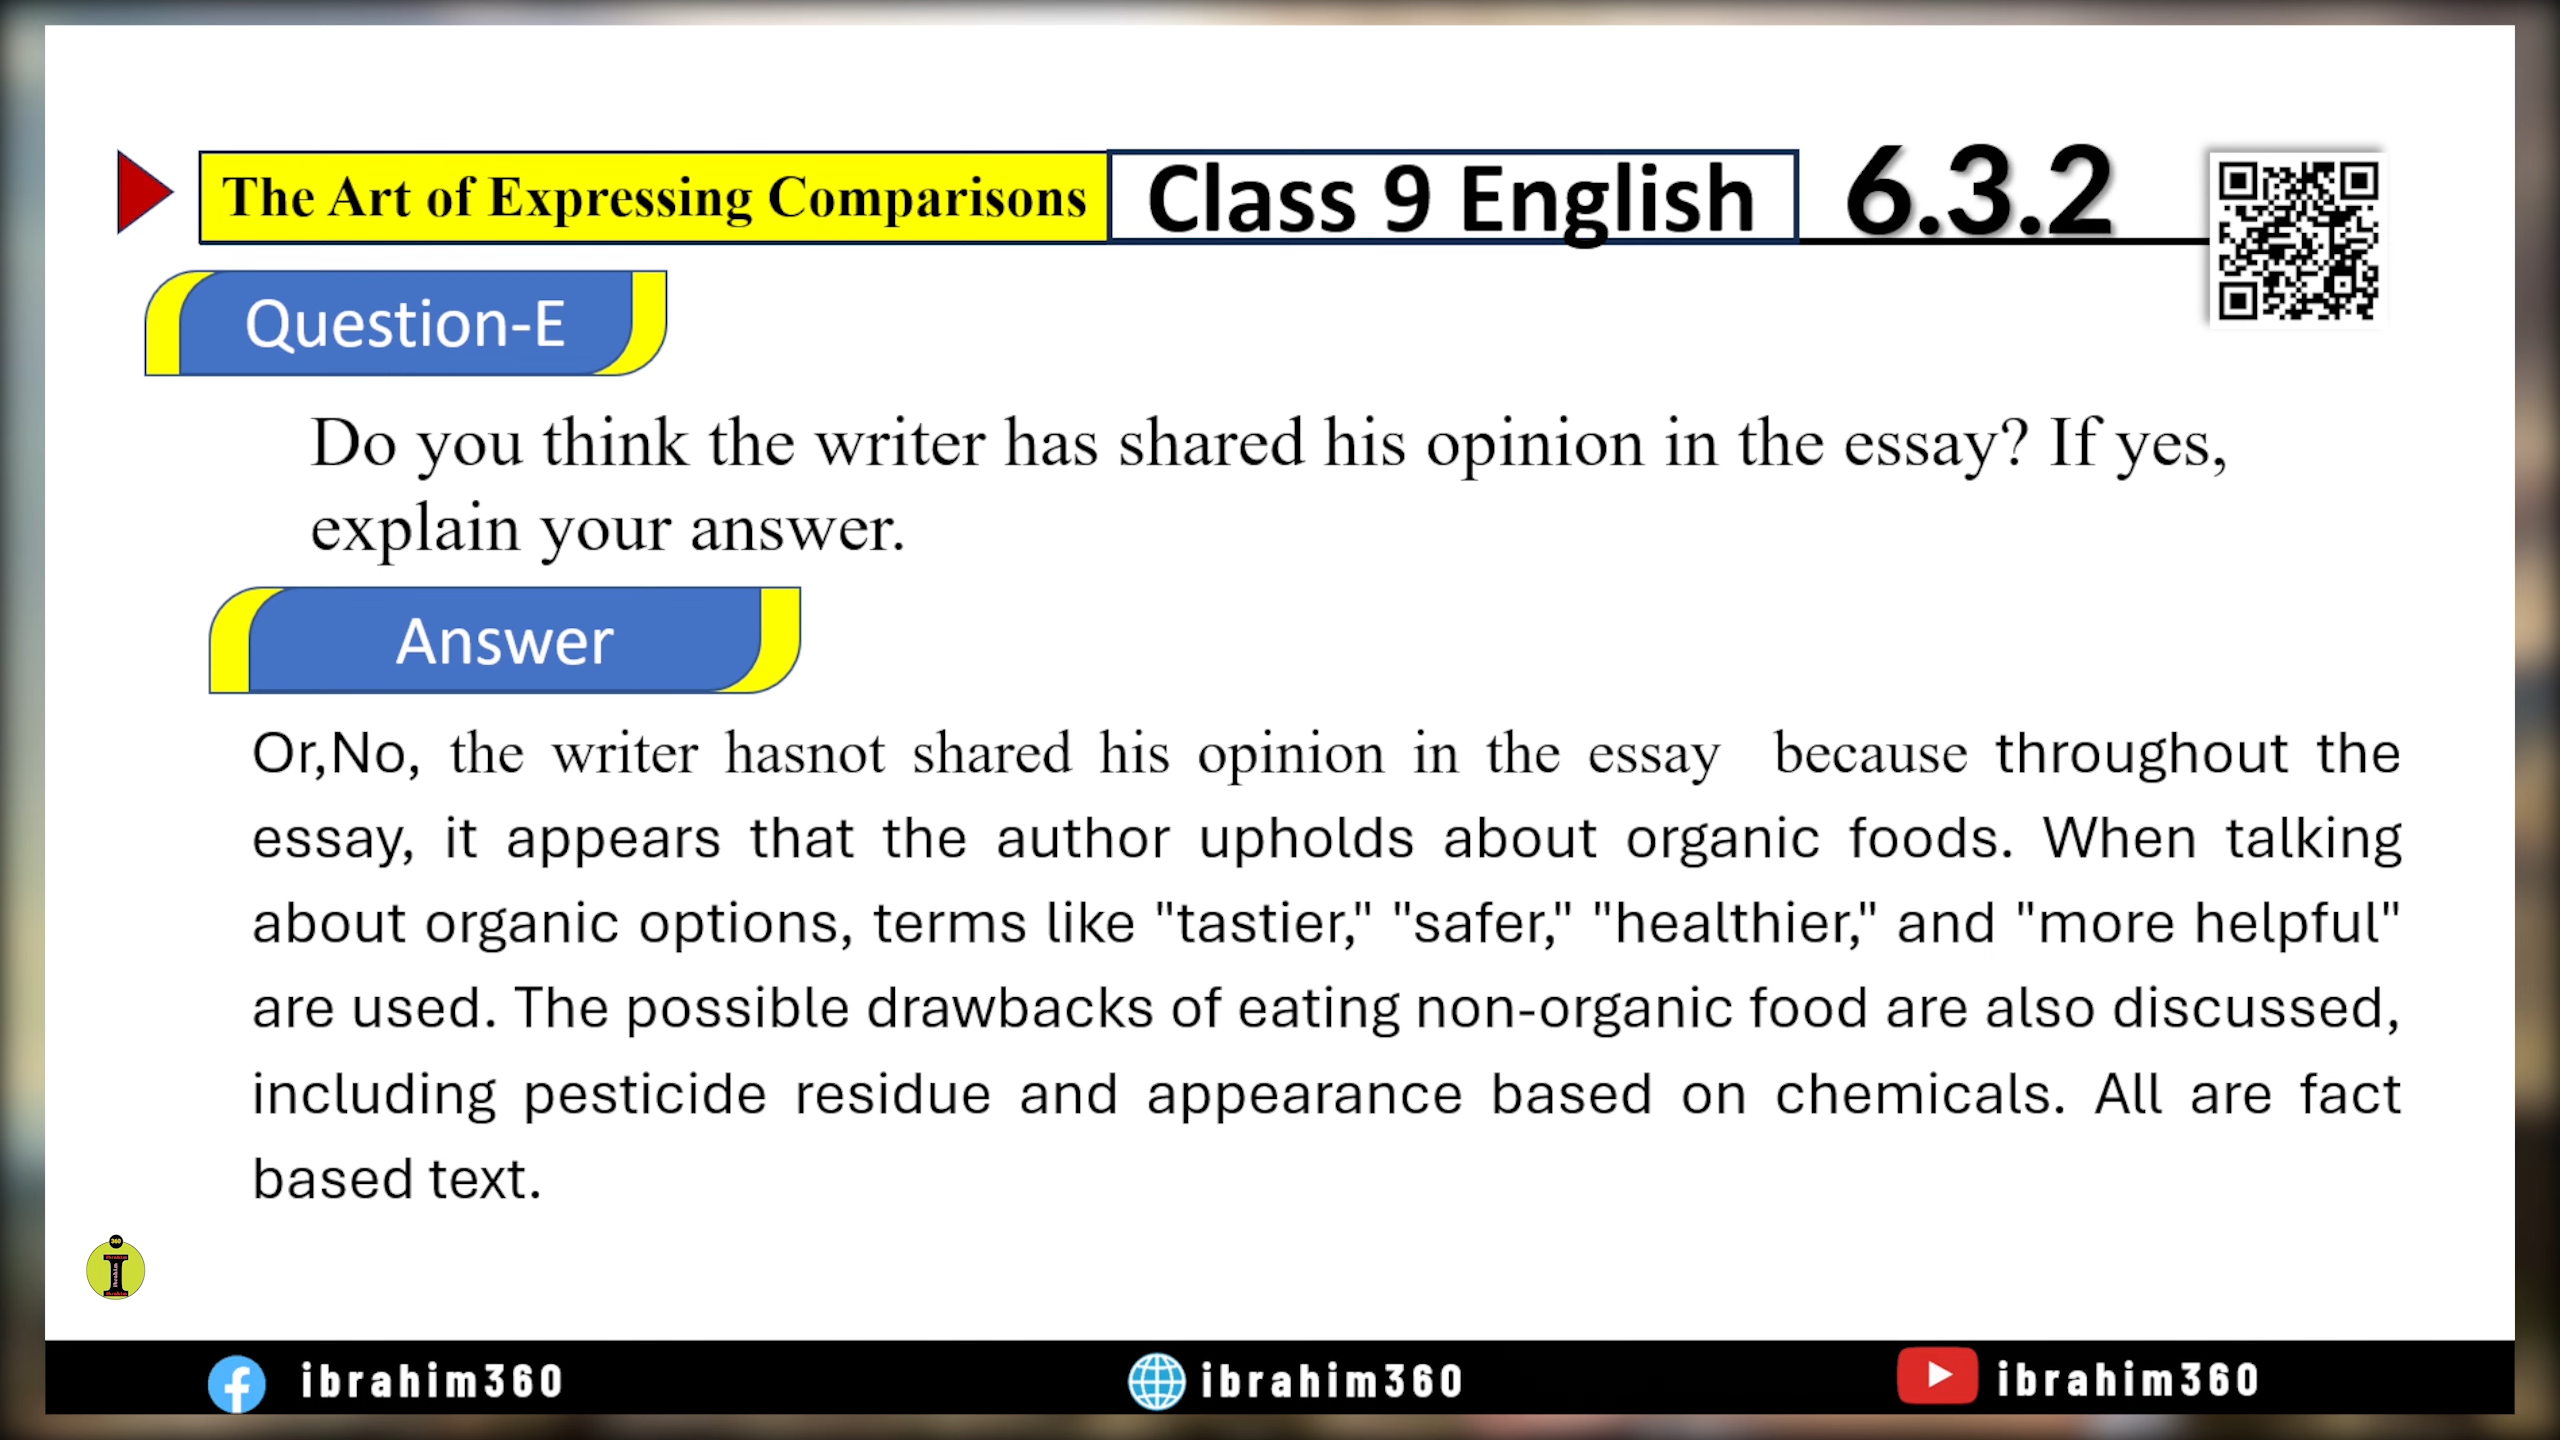 The Art of Expressing Comparisons Class 9 English 6.3.2
Question-E
Do you think the writer has shared his opinion in the essay? If yes,
explain your answer.
Answer
Or,No, the writer hasnot shared his opinion in the essay because throughout the
essay, it appears that the author upholds about organic foods. When talking
about organic options, terms like "tastier," "safer," "healthier," and "more helpful"
are used. The possible drawbacks of eating non-organic food are also discussed,
including pesticide residue and appearance based on chemicals. All are fact
based text.
360
ibrahim360 ibrahim360 ibrahim360